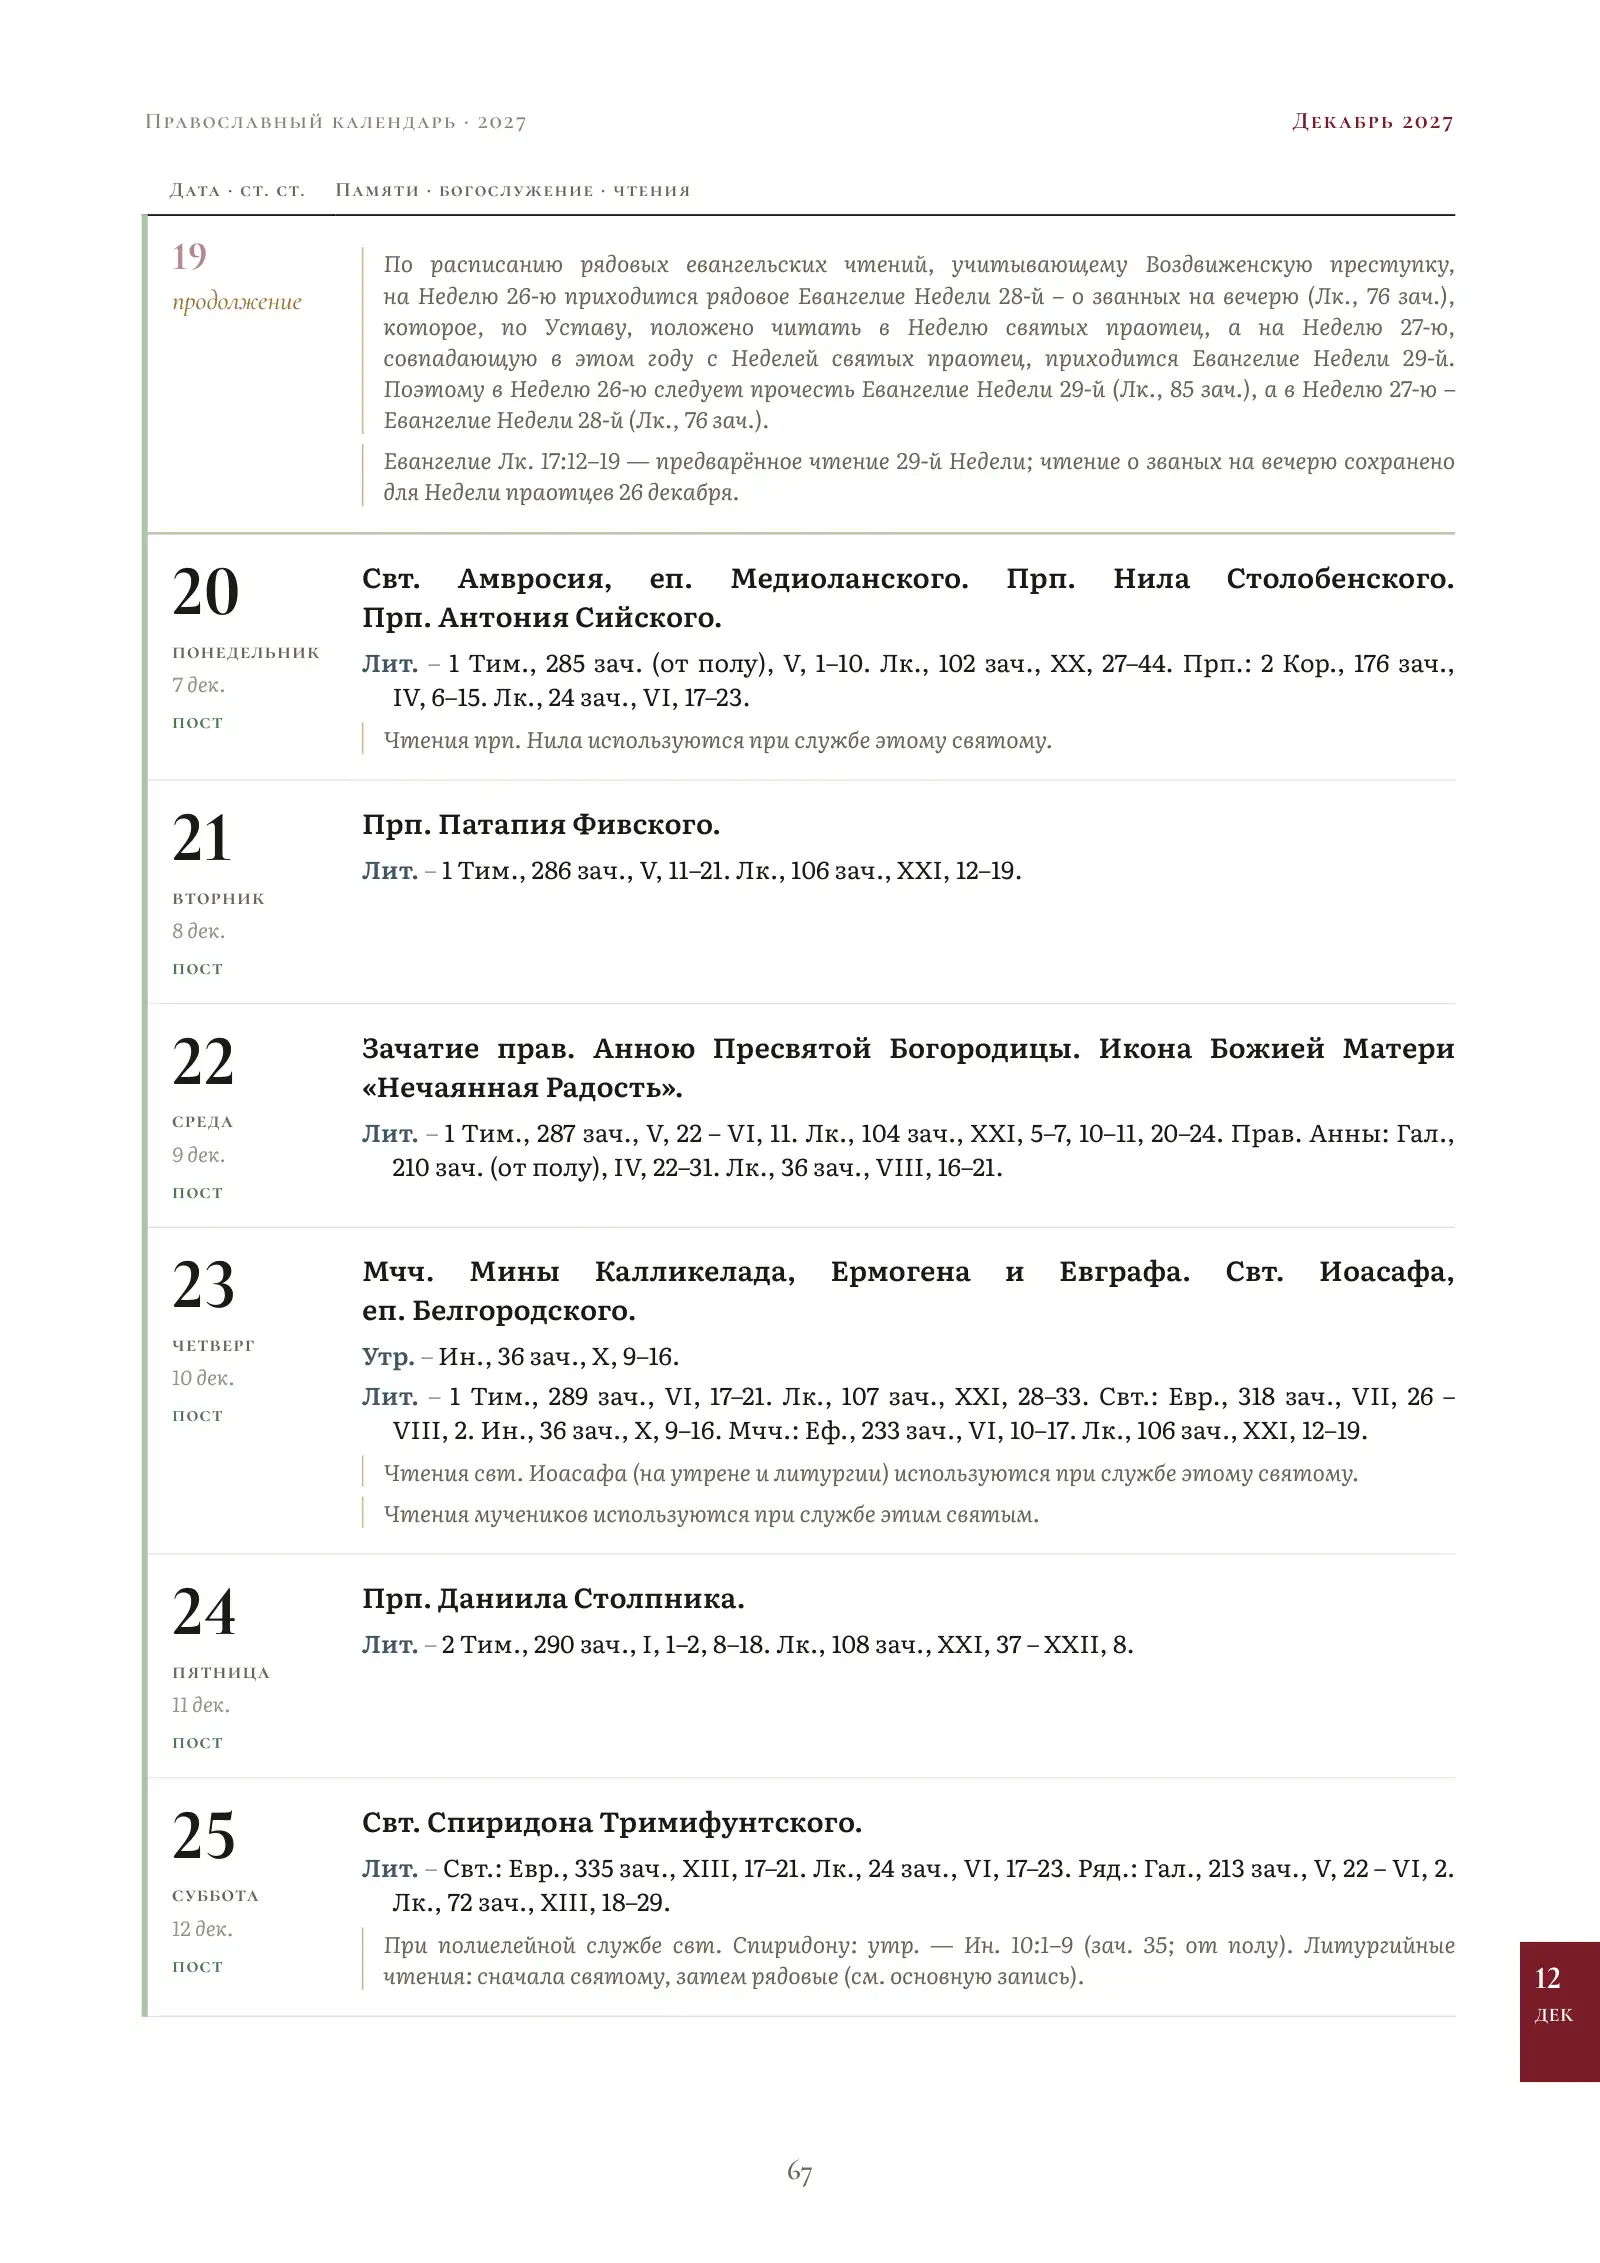 Православный календарь · 2027
Декабрь 2027
Дата · ст. ст. Памяти · богослужение · чтения
19
продолжение
По расписанию рядовых евангельских чтений, учитывающему Воздвиженскую преступку,
на Неделю 26-ю приходится рядовое Евангелие Недели 28-й – о званных на вечерю (Лк., 76 зач.),
которое, по Уставу, положено читать в Неделю святых праотец, а на Неделю 27-ю,
совпадающую в этом году с Неделей святых праотец, приходится Евангелие Недели 29-й.
Поэтому в Неделю 26-ю следует прочесть Евангелие Недели 29-й (Лк., 85 зач.), а в Неделю 27-ю –
Евангелие Недели 28-й (Лк., 76 зач.).
Евангелие Лк. 17:12–19 — предварённое чтение 29-й Недели; чтение о званых на вечерю сохранено
для Недели праотцев 26 декабря.
20
понедельник
7 дек.
пост
Свт. Амвросия, еп. Медиоланского. Прп. Нила Столобенского.
Прп. Антония Сийского.
Лит. – 1 Тим., 285 зач. (от полу), V, 1–10. Лк., 102 зач., XX, 27–44. Прп.: 2 Кор., 176 зач.,
IV, 6–15. Лк., 24 зач., VI, 17–23.
Чтения прп. Нила используются при службе этому святому.
21
вторник
8 дек.
пост
Прп. Патапия Фивского.
Лит. – 1 Тим., 286 зач., V, 11–21. Лк., 106 зач., XXI, 12–19.
22
среда
9 дек.
пост
Зачатие прав. Анною Пресвятой Богородицы. Икона Божией Матери
«Нечаянная Радость».
Лит. – 1 Тим., 287 зач., V, 22 – VI, 11. Лк., 104 зач., XXI, 5–7, 10–11, 20–24. Прав. Анны: Гал.,
210 зач. (от полу), IV, 22–31. Лк., 36 зач., VIII, 16–21.
23
четверг
10 дек.
пост
Мчч. Мины Калликелада, Ермогена и Евграфа. Свт. Иоасафа,
еп. Белгородского.
Утр. – Ин., 36 зач., X, 9–16.
Лит. – 1 Тим., 289 зач., VI, 17–21. Лк., 107 зач., XXI, 28–33. Свт.: Евр., 318 зач., VII, 26 –
VIII, 2. Ин., 36 зач., X, 9–16. Мчч.: Еф., 233 зач., VI, 10–17. Лк., 106 зач., XXI, 12–19.
Чтения свт. Иоасафа (на утрене и литургии) используются при службе этому святому.
Чтения мучеников используются при службе этим святым.
24
пятница
11 дек.
пост
Прп. Даниила Столпника.
Лит. – 2 Тим., 290 зач., I, 1–2, 8–18. Лк., 108 зач., XXI, 37 – XXII, 8.
25
суббота
12 дек.
пост
Свт. Спиридона Тримифунтского.
Лит. – Свт.: Евр., 335 зач., XIII, 17–21. Лк., 24 зач., VI, 17–23. Ряд.: Гал., 213 зач., V, 22 – VI, 2.
Лк., 72 зач., XIII, 18–29.
При полиелейной службе свт. Спиридону: утр. — Ин. 10:1–9 (зач. 35; от полу). Литургийные
чтения: сначала святому, затем рядовые (см. основную запись).
12
дек
67